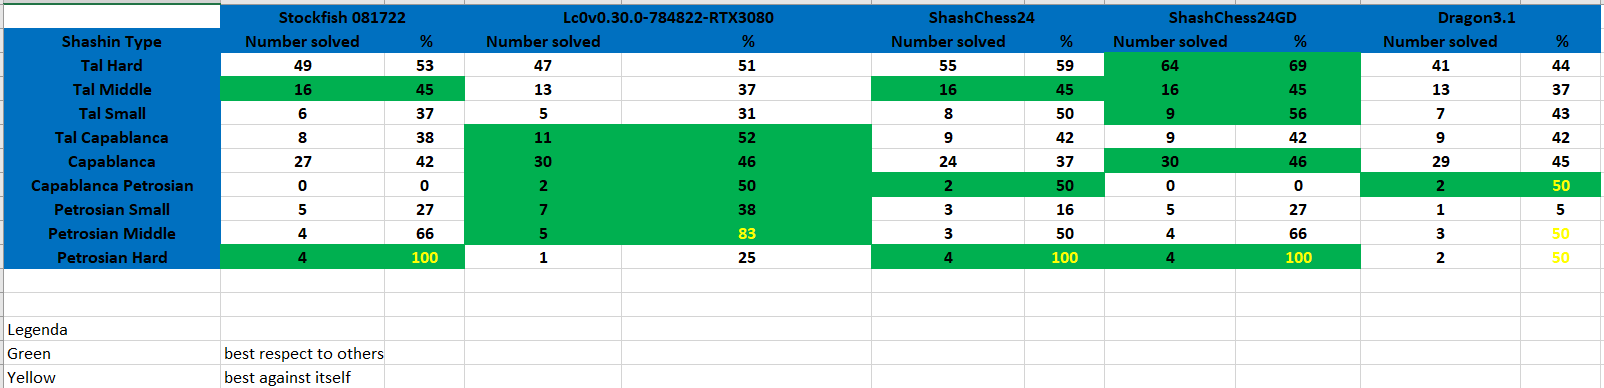 Stockfish 081722 Lc0v0.30.0-784822-RTX3080 ShashChess24 ShashChess24GD Dragon3.1
Shashin Type Number solved % Number solved % Number solved % Number solved % Number solved %
Tal Hard 49 53 47 51 55 59 64 69 41 44
Tal Middle 16 45 13 37 16 45 16 45 13 37
Tal Small 6 37 5 31 8 50 9 56 7 43
Tal Capablanca 8 38 11 52 9 42 9 42 9 42
Capablanca 27 42 30 46 24 37 30 46 29 45
Capablanca Petrosian 0 0 2 50 2 50 0 0 2 50
Petrosian Small 5 27 7 38 3 16 5 27 1 5
Petrosian Middle 4 66 5 83 3 50 4 66 3 50
Petrosian Hard 4 100 1 25 4 100 4 100 2 50
Legenda
Green best respect to others
Yellow best against itself